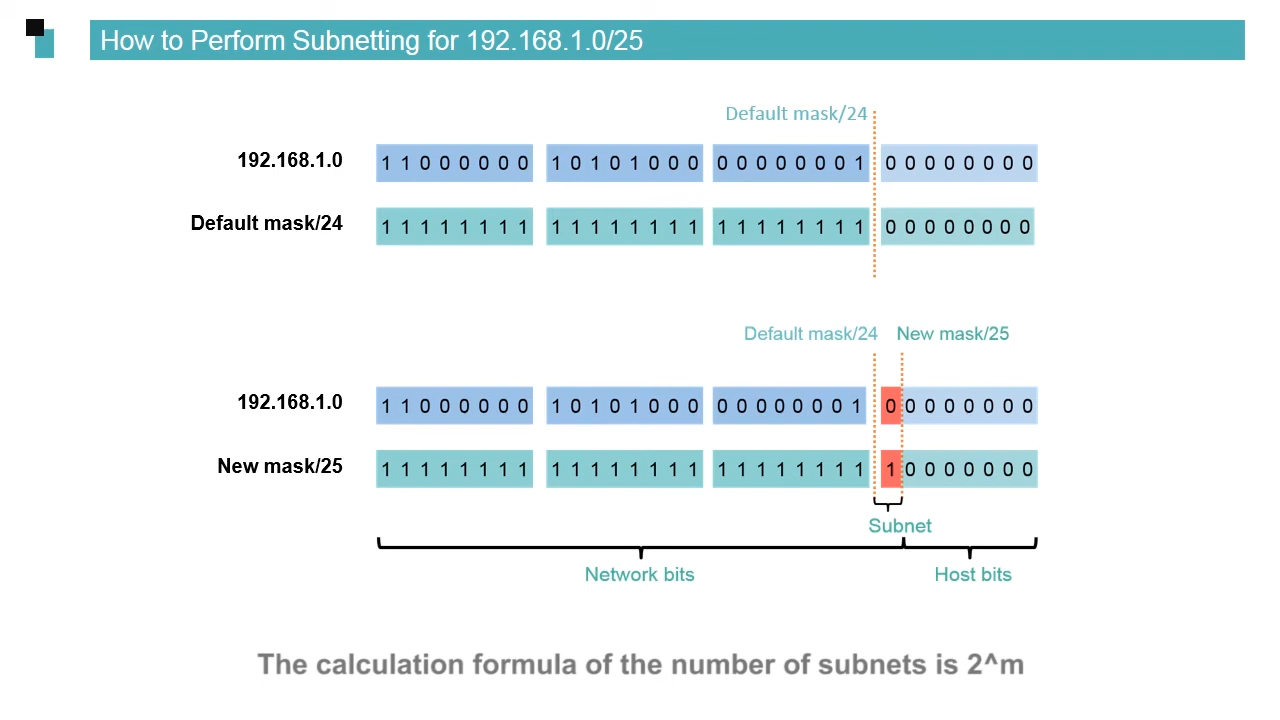 How to Perform Subnetting for 192.168.1.0/25
Default mask/24
192.168.1.0 1 1 0 0 0 0 0 0 1 0 1 0 1 0 0 0 0 0 0 0 0 0 0 1 0 0 0 0 0 0 0 0
Default mask/24 1 1 1 1 1 1 1 1 1 1 1 1 1 1 1 1 1 1 1 1 1 1 1 1 0 0 0 0 0 0 0 0
Default mask/24 New mask/25
192.168.1.0 1 1 0 0 0 0 0 0 1 0 1 0 1 0 0 0 0 0 0 0 0 0 0 1 0 0 0 0 0 0 0 0
New mask/25 1 1 1 1 1 1 1 1 1 1 1 1 1 1 1 1 1 1 1 1 1 1 1 1 1 0 0 0 0 0 0 0
Subnet
Network bits Host bits
The calculation formula of the number of subnets is 2^m